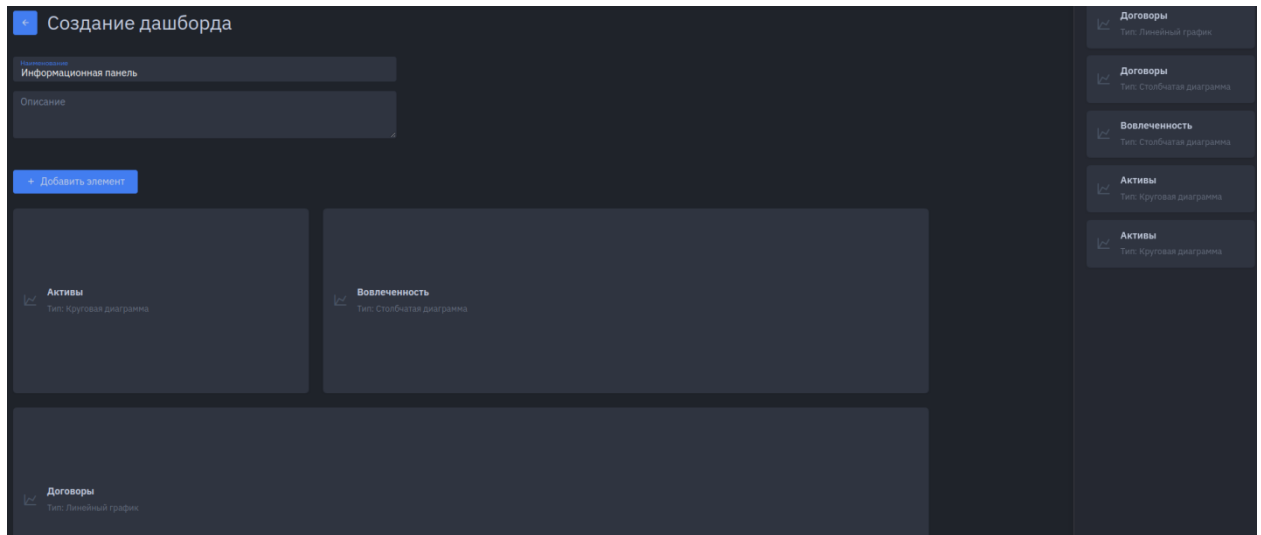 Создание дашборда
Наименование
Информационная панель
Описание
+ Добавить элемент
Активы
Тип: Круговая диаграмма
Вовлеченность
Тип: Столбчатая диаграмма
Договоры
Тип: Линейный график
Договоры
Тип: Линейный график
Договоры
Тип: Столбчатая диаграмма
Вовлеченность
Тип: Столбчатая диаграмма
Активы
Тип: Круговая диаграмма
Активы
Тип: Круговая диаграмма